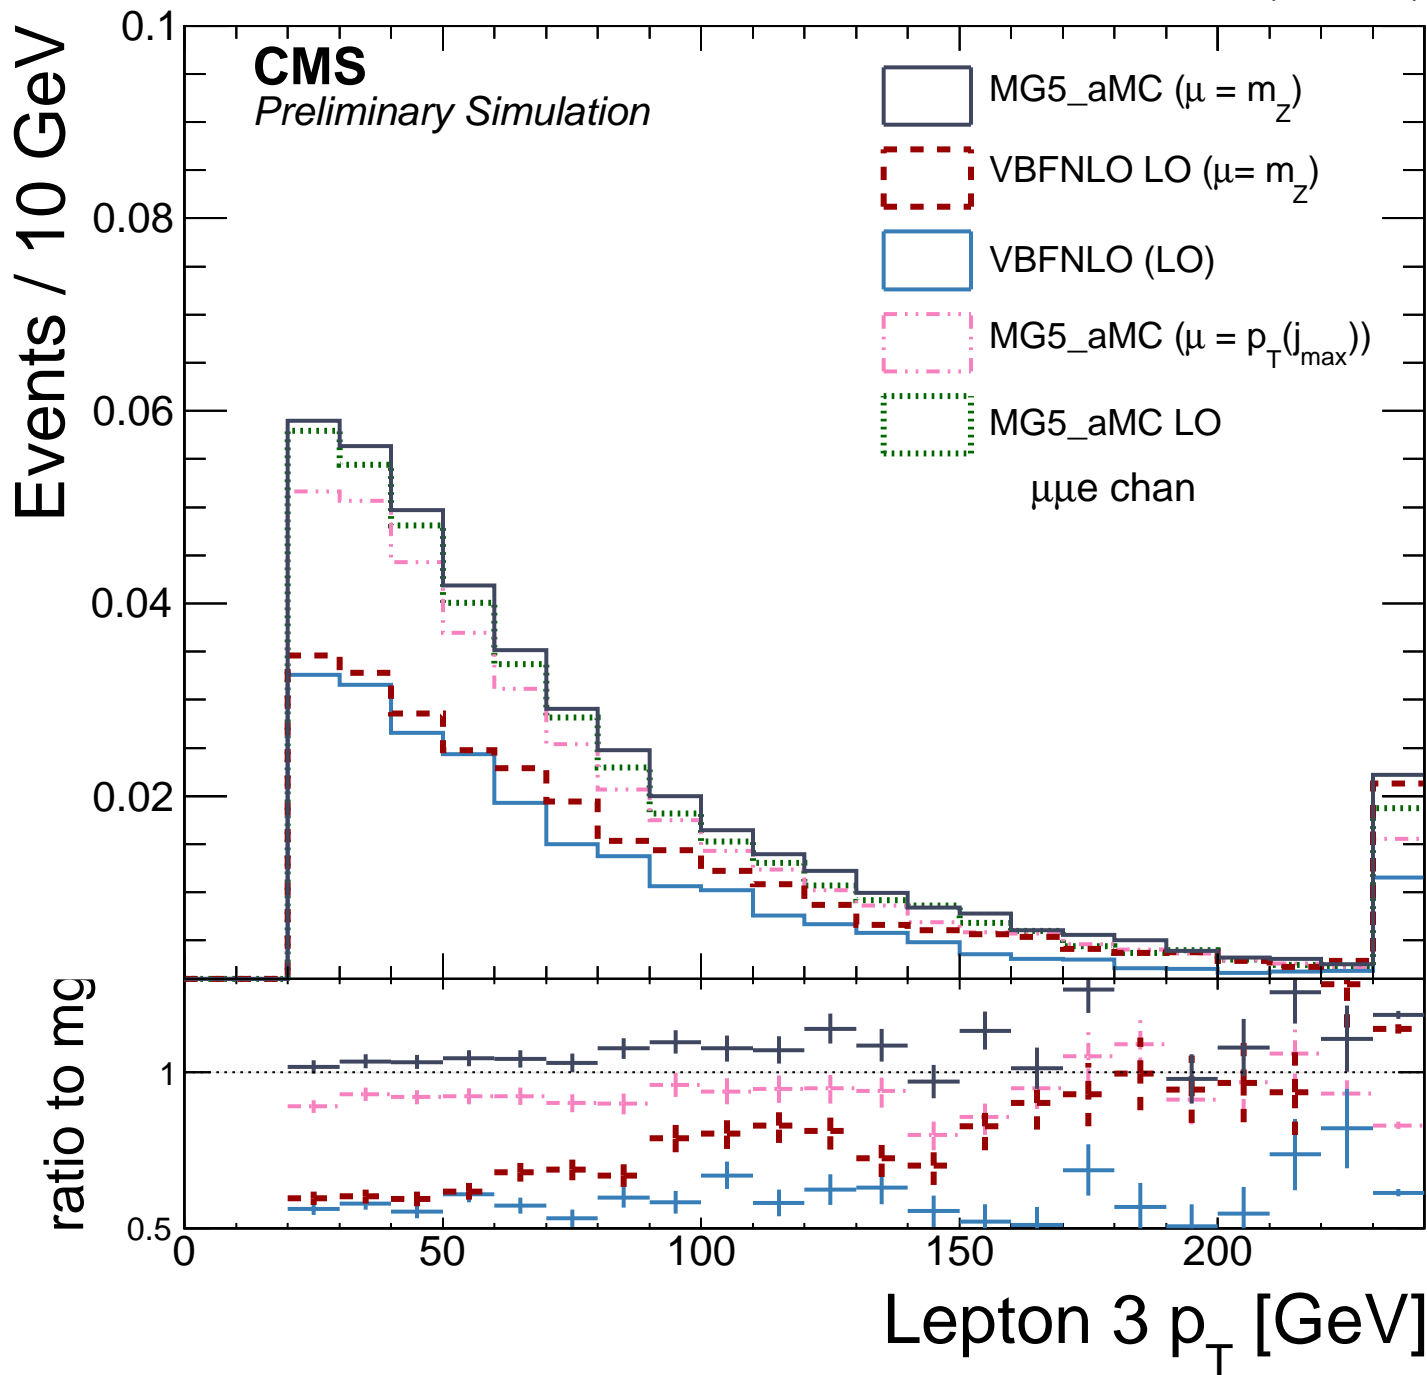 CMS
Preliminary Simulation
MG5_aMC (μ = m_Z)
VBFNLO LO (μ= m_Z)
VBFNLO (LO)
MG5_aMC (μ = p_T(j_max))
MG5_aMC LO
μμe chan
Events / 10 GeV
0.1
0.08
0.06
0.04
0.02
ratio to mg
1
0.5
0 50 100 150 200
Lepton 3 p_T [GeV]